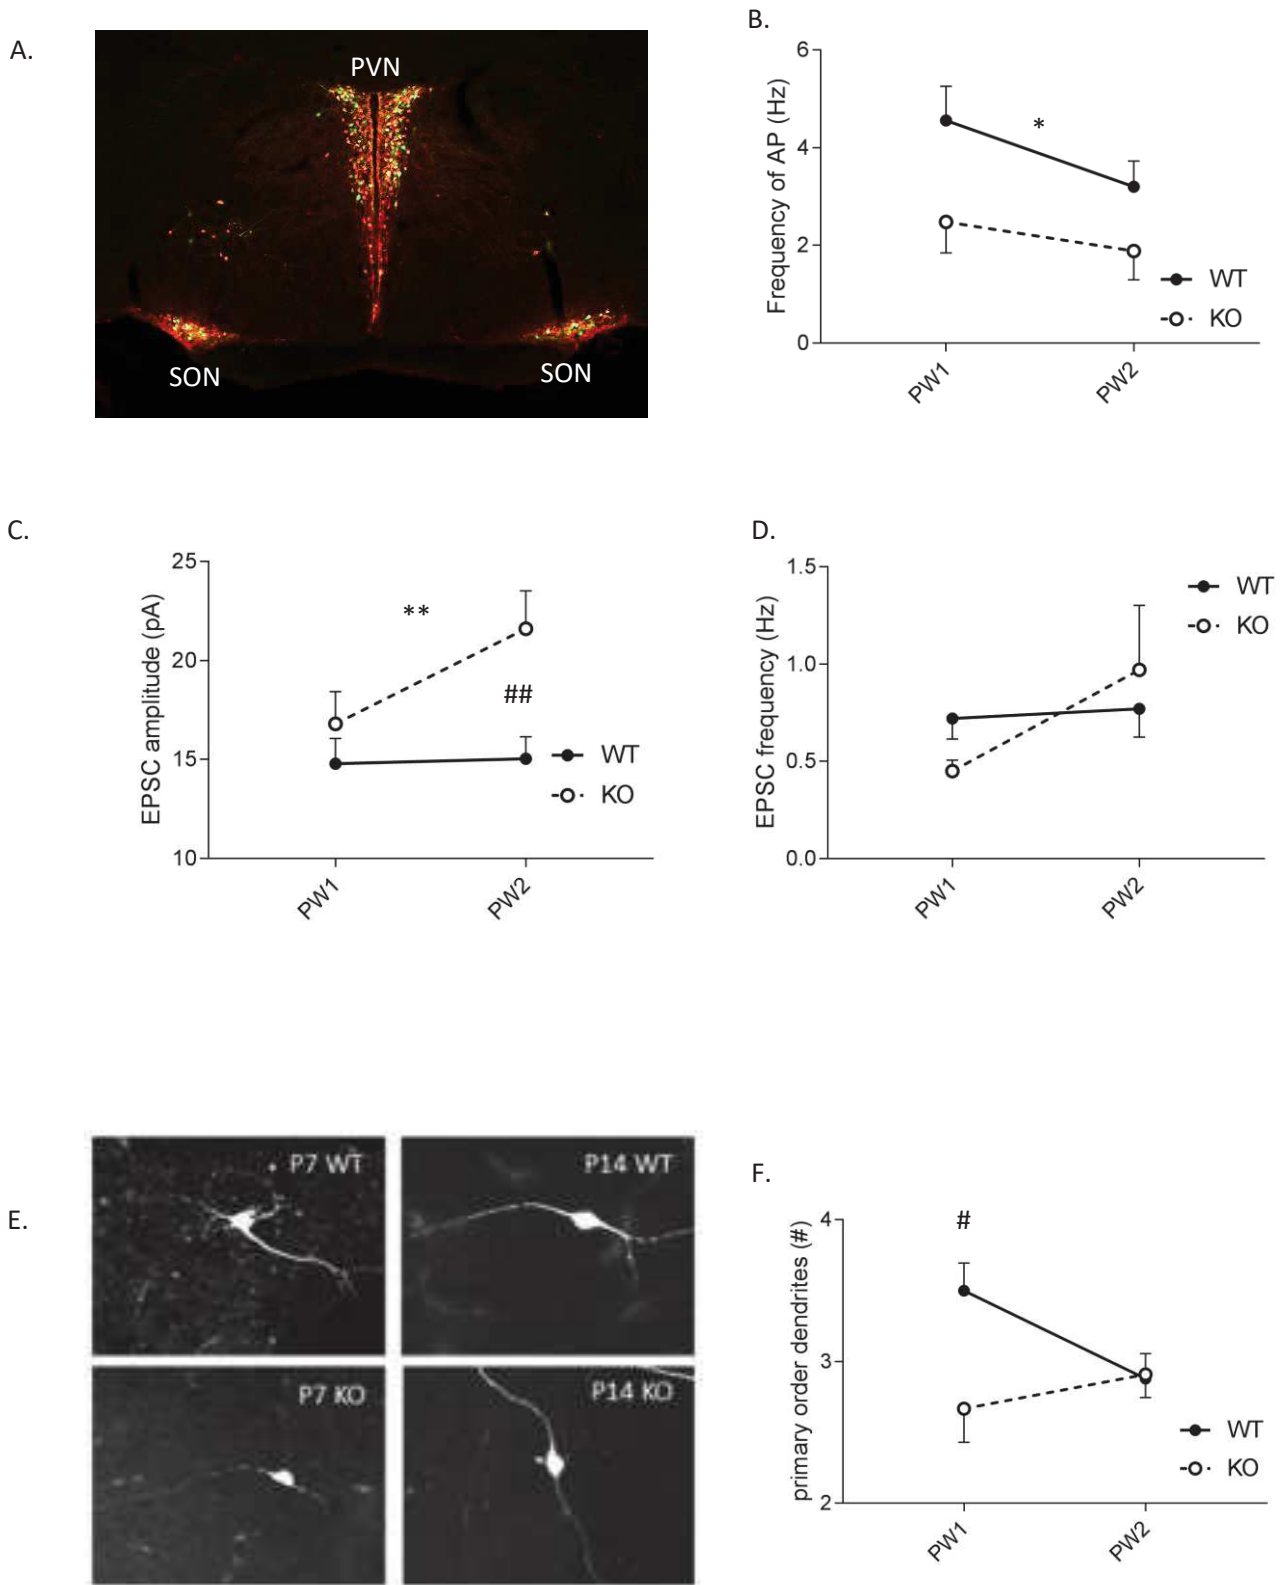 A.
PVN
SON
SON
B.
Frequency of AP (Hz)
6
4
2
0
*
WT
KO
PW1
PW2
C.
EPSC amplitude (pA)
25
20
15
10
**
##
WT
KO
PW1
PW2
D.
EPSC frequency (Hz)
1.5
1.0
0.5
0.0
WT
KO
PW1
PW2
E.
P7 WT
P14 WT
P7 KO
P14 KO
F.
primary order dendrites (#)
4
3
2
#
WT
KO
PW1
PW2